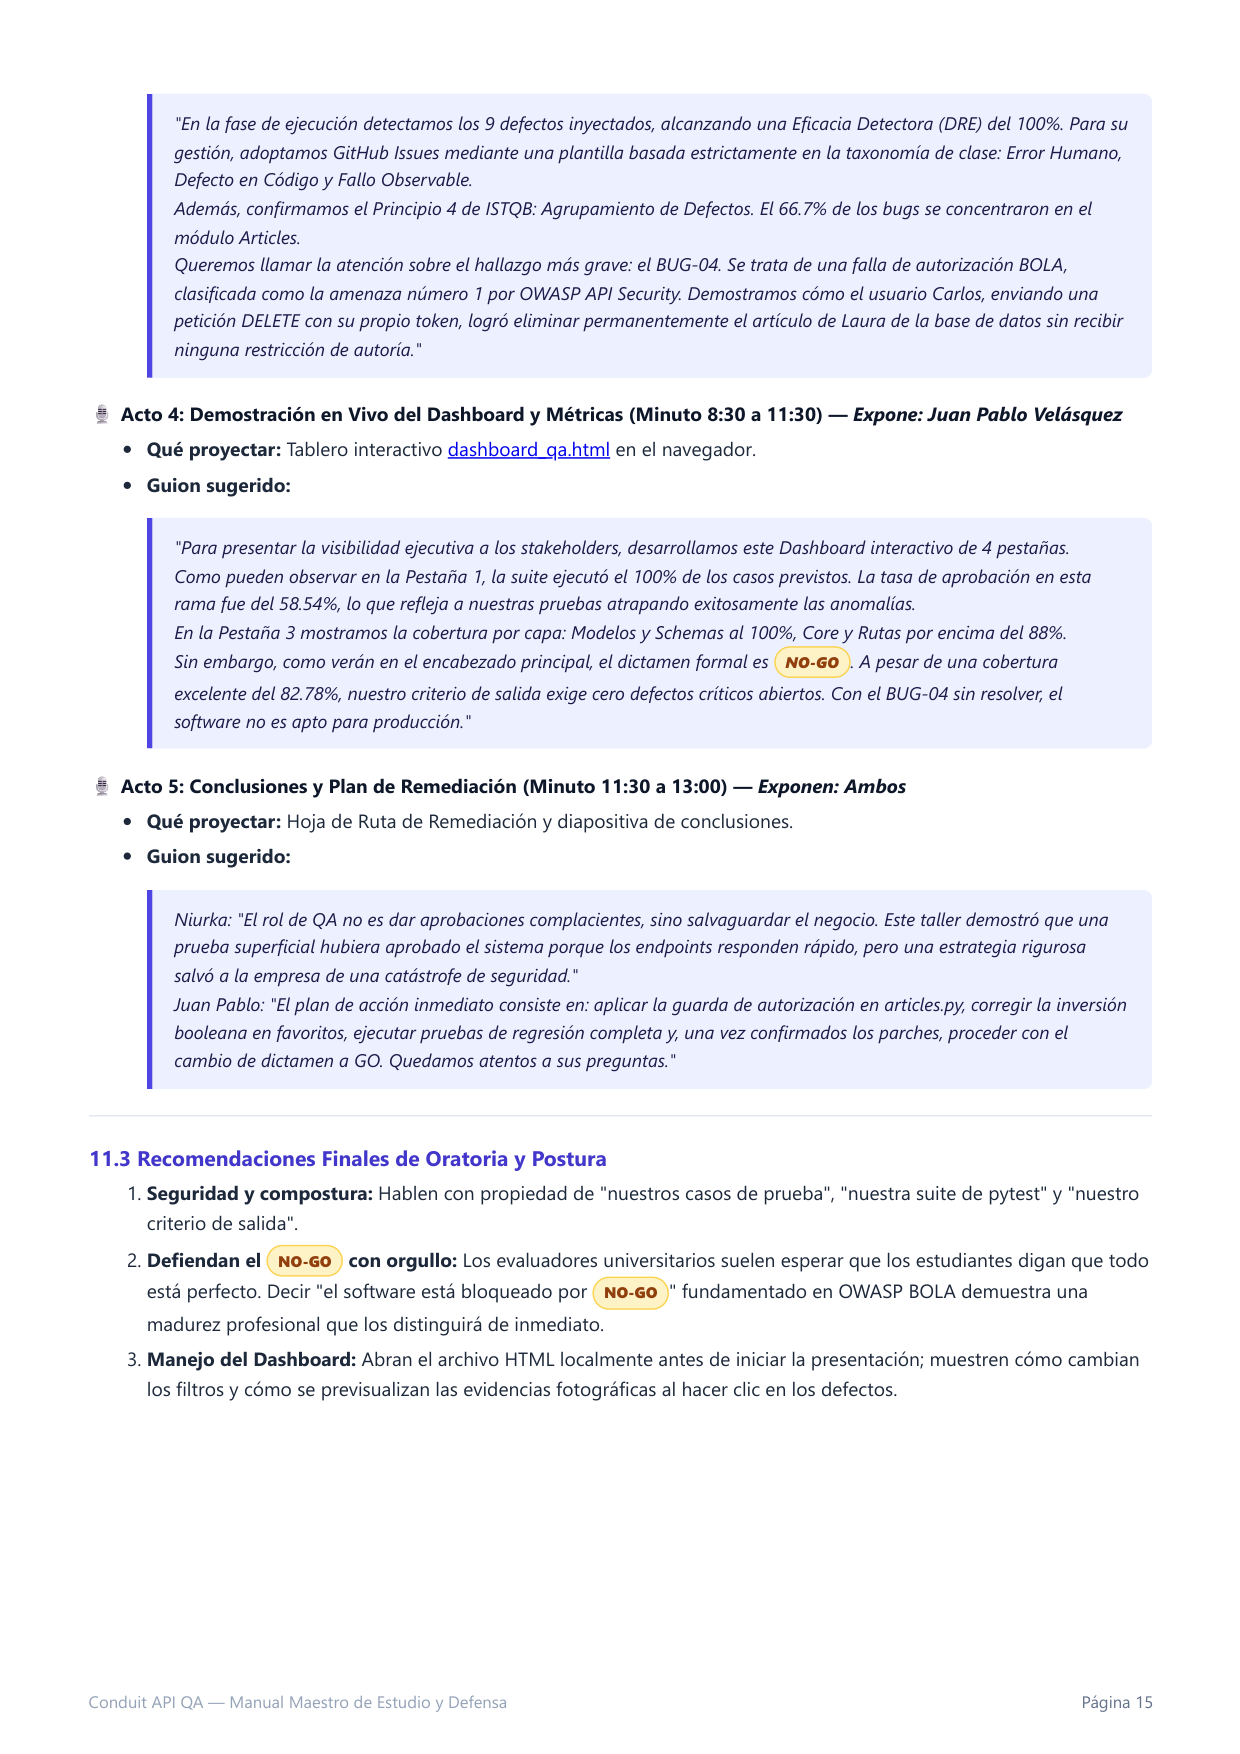 "En la fase de ejecución detectamos los 9 defectos inyectados, alcanzando una Eficacia Detectora (DRE) del 100%. Para su
gestión, adoptamos GitHub Issues mediante una plantilla basada estrictamente en la taxonomía de clase: Error Humano,
Defecto en Código y Fallo Observable.
Además, confirmamos el Principio 4 de ISTQB: Agrupamiento de Defectos. El 66.7% de los bugs se concentraron en el
módulo Articles.
Queremos llamar la atención sobre el hallazgo más grave: el BUG-04. Se trata de una falla de autorización BOLA,
clasificada como la amenaza número 1 por OWASP API Security. Demostramos cómo el usuario Carlos, enviando una
petición DELETE con su propio token, logró eliminar permanentemente el artículo de Laura de la base de datos sin recibir
ninguna restricción de autoría."
Acto 4: Demostración en Vivo del Dashboard y Métricas (Minuto 8:30 a 11:30) — Expone: Juan Pablo Velásquez
• Qué proyectar: Tablero interactivo dashboard_qa.html en el navegador.
• Guion sugerido:
"Para presentar la visibilidad ejecutiva a los stakeholders, desarrollamos este Dashboard interactivo de 4 pestañas.
Como pueden observar en la Pestaña 1, la suite ejecutó el 100% de los casos previstos. La tasa de aprobación en esta
rama fue del 58.54%, lo que refleja a nuestras pruebas atrapando exitosamente las anomalías.
En la Pestaña 3 mostramos la cobertura por capa: Modelos y Schemas al 100%, Core y Rutas por encima del 88%.
Sin embargo, como verán en el encabezado principal, el dictamen formal es NO-GO. A pesar de una cobertura
excelente del 82.78%, nuestro criterio de salida exige cero defectos críticos abiertos. Con el BUG-04 sin resolver, el
software no es apto para producción."
Acto 5: Conclusiones y Plan de Remediación (Minuto 11:30 a 13:00) — Exponen: Ambos
• Qué proyectar: Hoja de Ruta de Remediación y diapositiva de conclusiones.
• Guion sugerido:
Niurka: "El rol de QA no es dar aprobaciones complacientes, sino salvaguardar el negocio. Este taller demostró que una
prueba superficial hubiera aprobado el sistema porque los endpoints responden rápido, pero una estrategia rigurosa
salvó a la empresa de una catástrofe de seguridad."
Juan Pablo: "El plan de acción inmediato consiste en: aplicar la guarda de autorización en articles.py, corregir la inversión
booleana en favoritos, ejecutar pruebas de regresión completa y, una vez confirmados los parches, proceder con el
cambio de dictamen a GO. Quedamos atentos a sus preguntas."
11.3 Recomendaciones Finales de Oratoria y Postura
1. Seguridad y compostura: Hablen con propiedad de "nuestros casos de prueba", "nuestra suite de pytest" y "nuestro
criterio de salida".
2. Defiendan el NO-GO con orgullo: Los evaluadores universitarios suelen esperar que los estudiantes digan que todo
está perfecto. Decir "el software está bloqueado por NO-GO" fundamentado en OWASP BOLA demuestra una
madurez profesional que los distinguirá de inmediato.
3. Manejo del Dashboard: Abran el archivo HTML localmente antes de iniciar la presentación; muestren cómo cambian
los filtros y cómo se previsualizan las evidencias fotográficas al hacer clic en los defectos.
Conduit API QA — Manual Maestro de Estudio y Defensa
Página 15